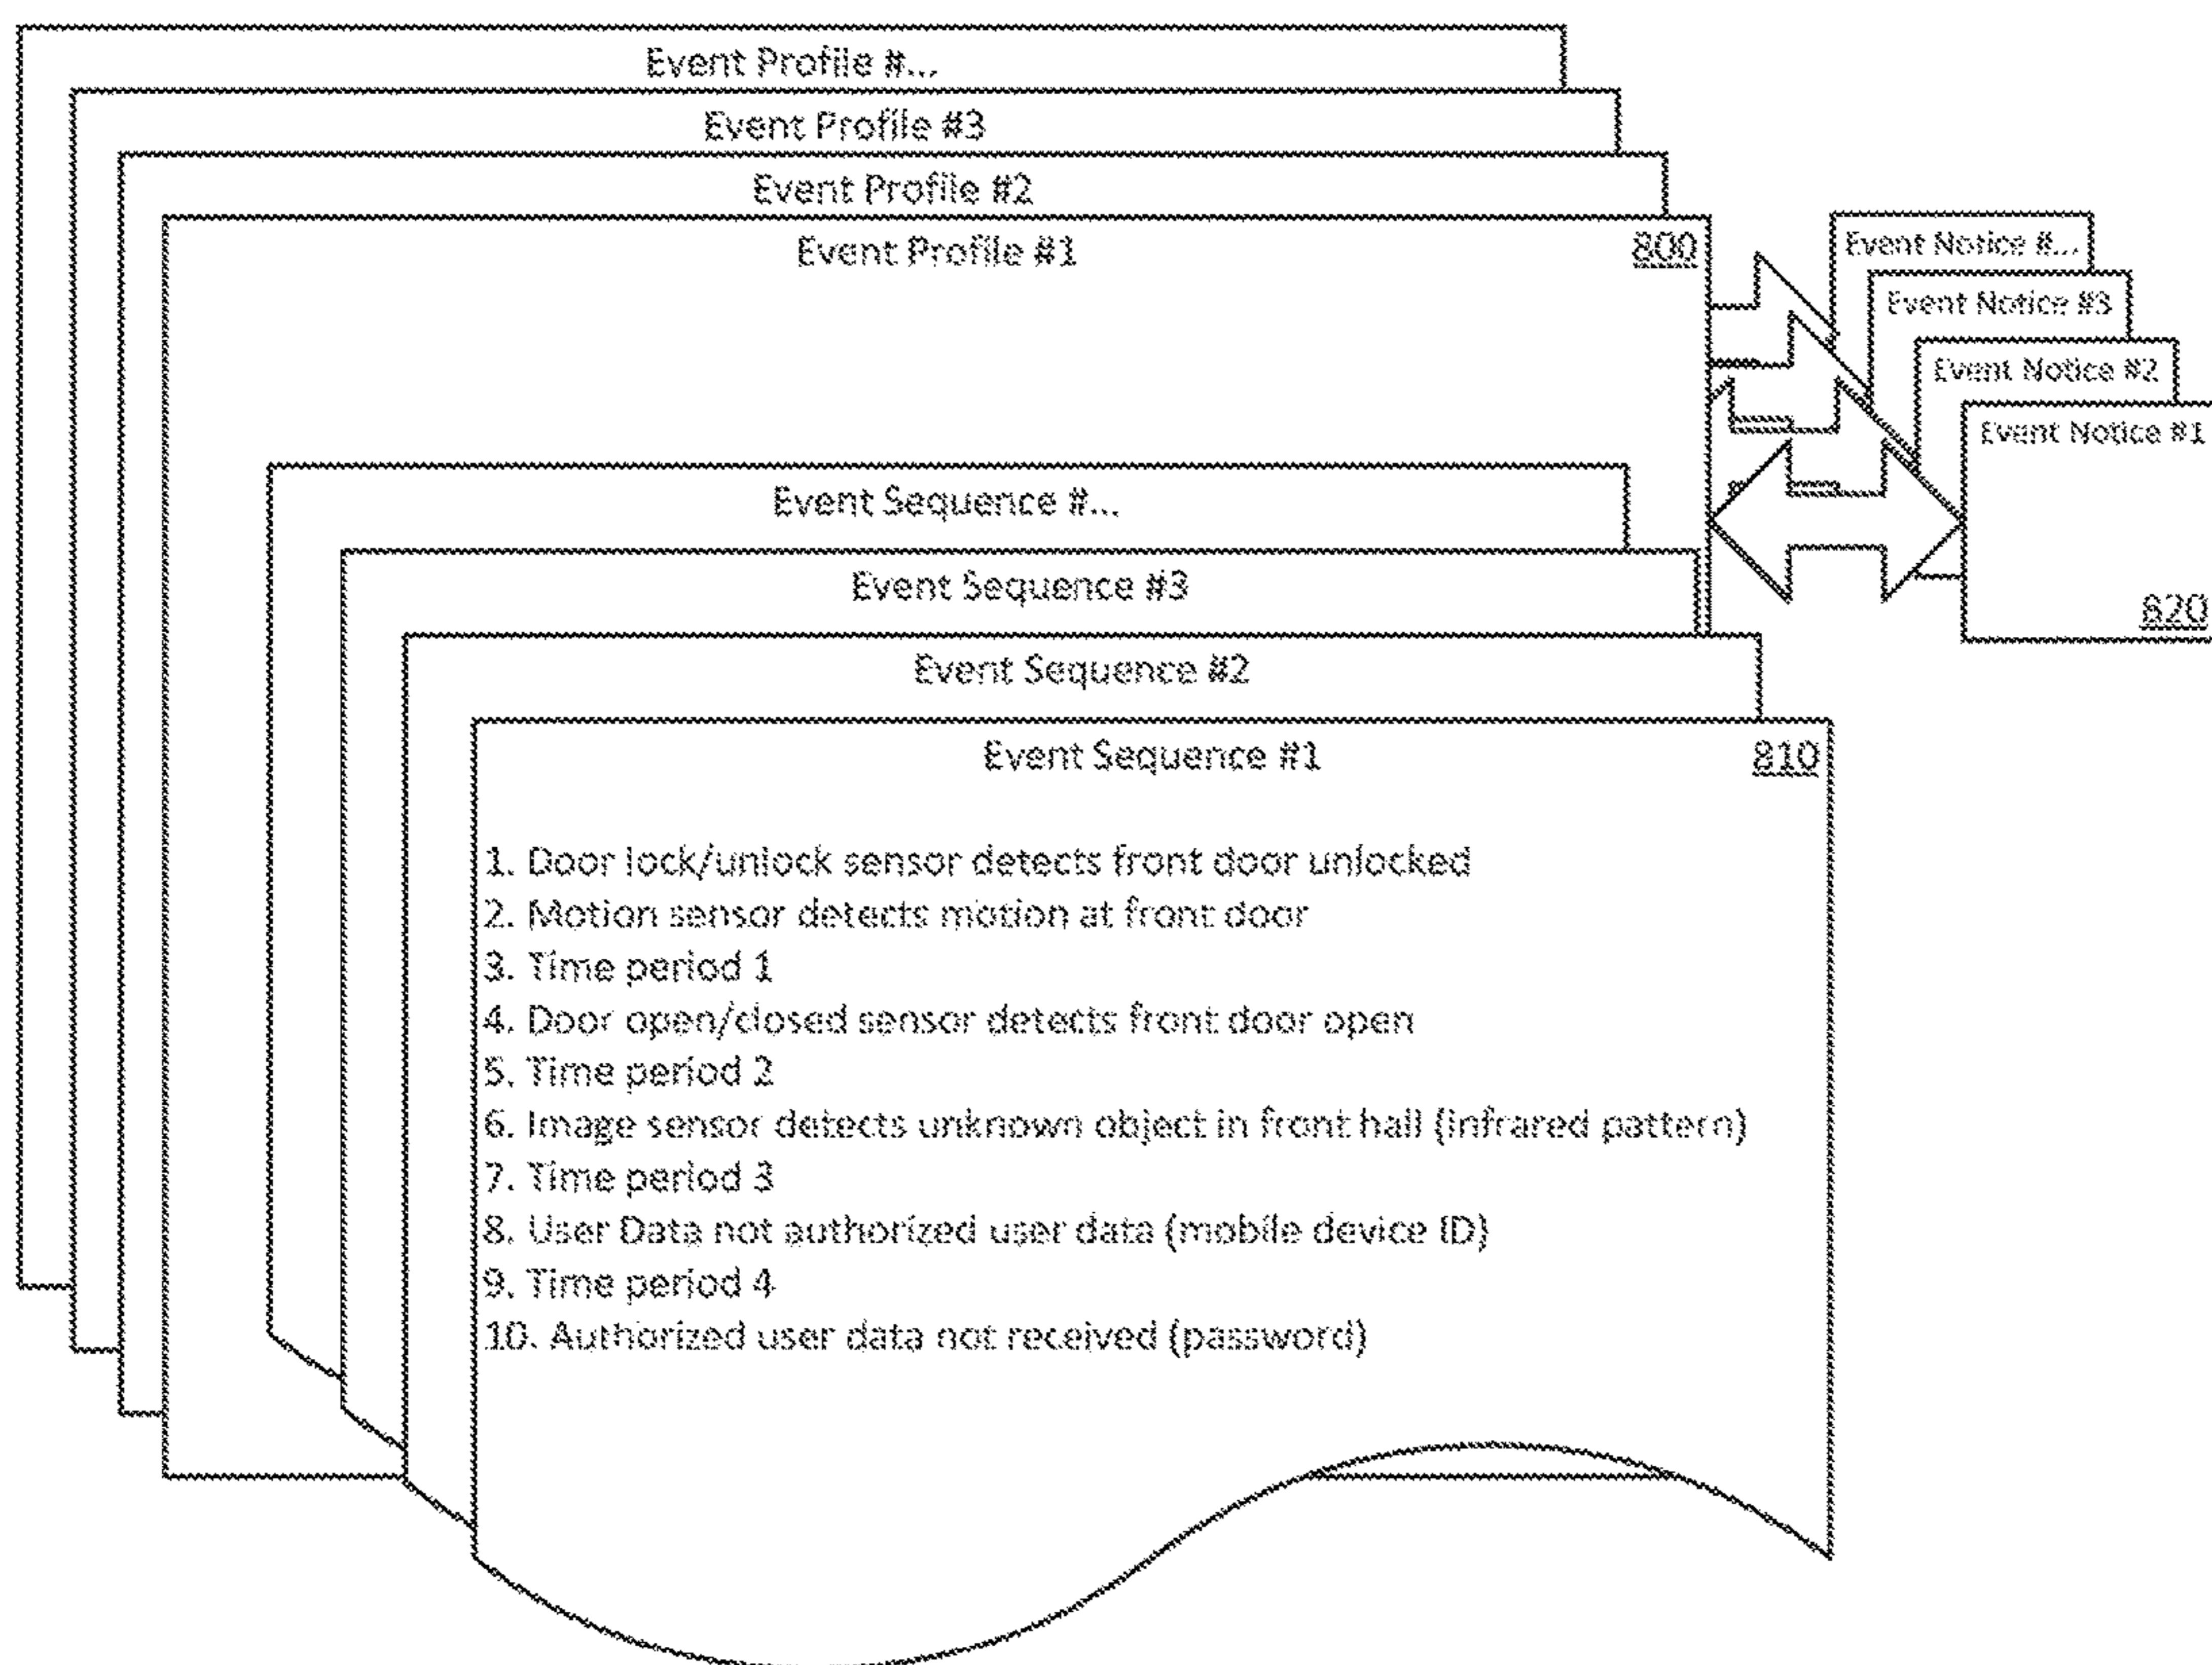 Event Profile #...
Event Profile #3
Event Profile #2
Event Profile #1
800
Event Notice #...
Event Notice #3
Event Notice #2
Event Notice #1
820
Event Sequence #...
Event Sequence #3
Event Sequence #2
Event Sequence #1
810
1. Door lock/unlock sensor detects front door unlocked
2. Motion sensor detects motion at front door
3. Time period 1
4. Door open/closed sensor detects front door open
5. Time period 2
6. Image sensor detects unknown object in front hall (infrared pattern)
7. Time period 3
8. User Data not authorized user data (mobile device ID)
9. Time period 4
10. Authorized user data not received (password)